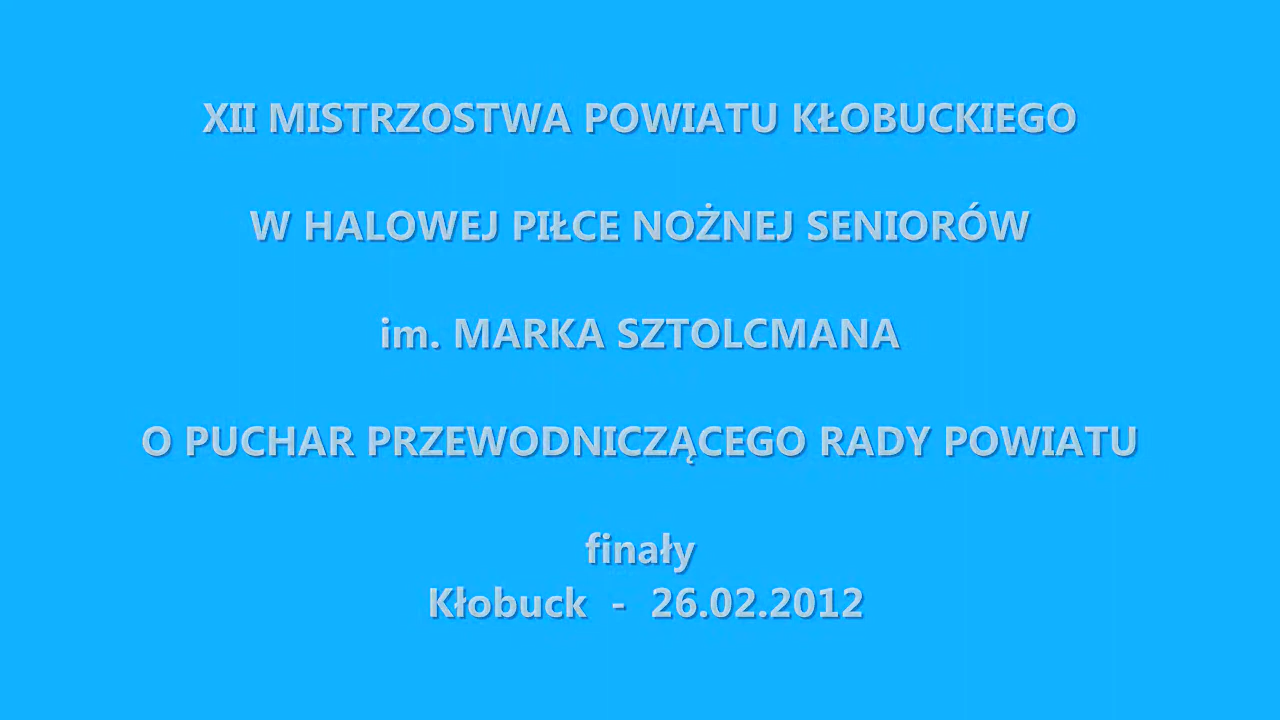 XII MISTRZOSTWA POWIATU KŁOBUCKIEGO
W HALOWEJ PIŁCE NOŻNEJ SENIORÓW
im. MARKA SZTOLCMANA
O PUCHAR PRZEWODNICZĄCEGO RADY POWIATU
finały
Kłobuck - 26.02.2012